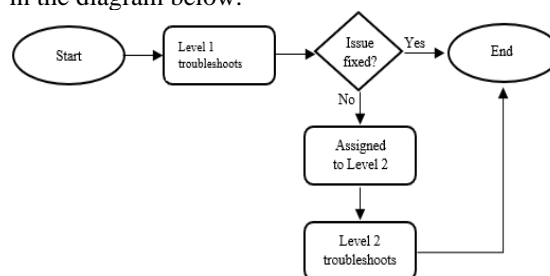 in the diagram below.
Start
Level 1
troubleshoots
Issue
fixed?
Yes
End
No
Assigned
to Level 2
Level 2
troubleshoots